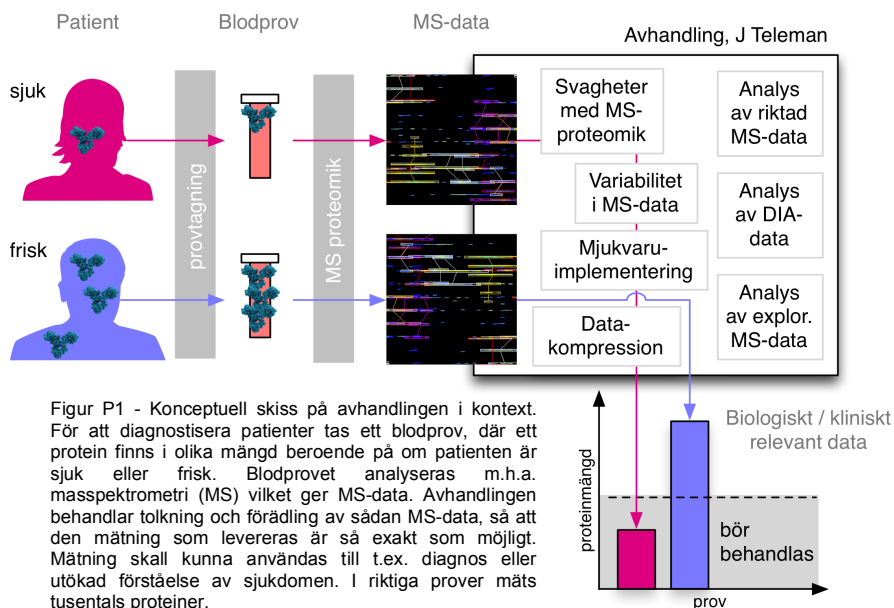 Patient
Blodprov
MS-data
Avhandling, J Teleman
sjuk
frisk
provtagning
MS proteomik
Svagheter
med MS-
proteomik
Variabilitet
i MS-data
Mjukvaru-
implementering
Data-
kompression
Analys
av riktad
MS-data
Analys
av DIA-
data
Analys
av explor.
MS-data
Figur P1 - Konceptuell skiss på avhandlingen i kontext.
För att diagnostisera patienter tas ett blodprov, där ett
protein finns i olika mängd beroende på om patienten är
sjuk eller frisk. Blodprovet analyseras m.h.a.
masspektrometri (MS) vilket ger MS-data. Avhandlingen
behandlar tolkning och förädling av sådan MS-data, så att
den mätning som levereras är så exakt som möjligt.
Mätning skall kunna användas till t.ex. diagnos eller
utökad förståelse av sjukdomen. I riktiga prover mäts
tusentals proteiner.
Biologiskt / kliniskt
relevant data
proteinmängd
bör
behandlas
prov